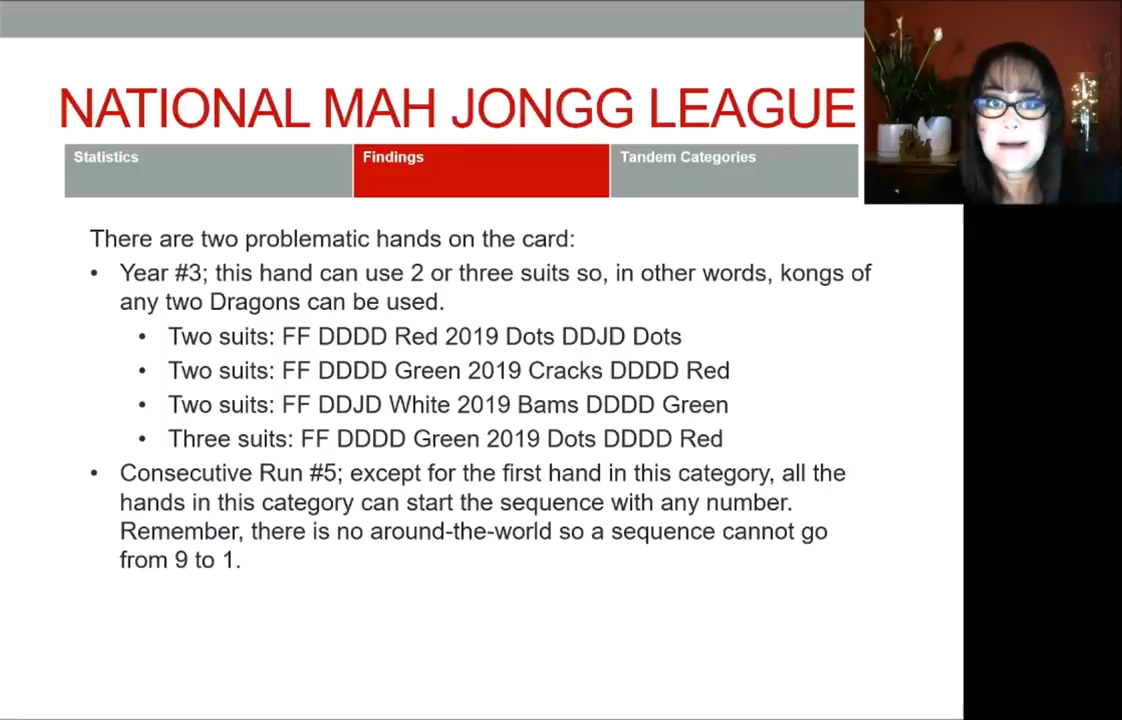 NATIONAL MAH JONGG LEAGUE
Statistics
Findings
Tandem Categories
There are two problematic hands on the card:
• Year #3; this hand can use 2 or three suits so, in other words, kongs of
any two Dragons can be used.
• Two suits: FF DDDD Red 2019 Dots DDJD Dots
• Two suits: FF DDDD Green 2019 Cracks DDDD Red
• Two suits: FF DDJD White 2019 Bams DDDD Green
• Three suits: FF DDDD Green 2019 Dots DDDD Red
• Consecutive Run #5; except for the first hand in this category, all the
hands in this category can start the sequence with any number.
Remember, there is no around-the-world so a sequence cannot go
from 9 to 1.